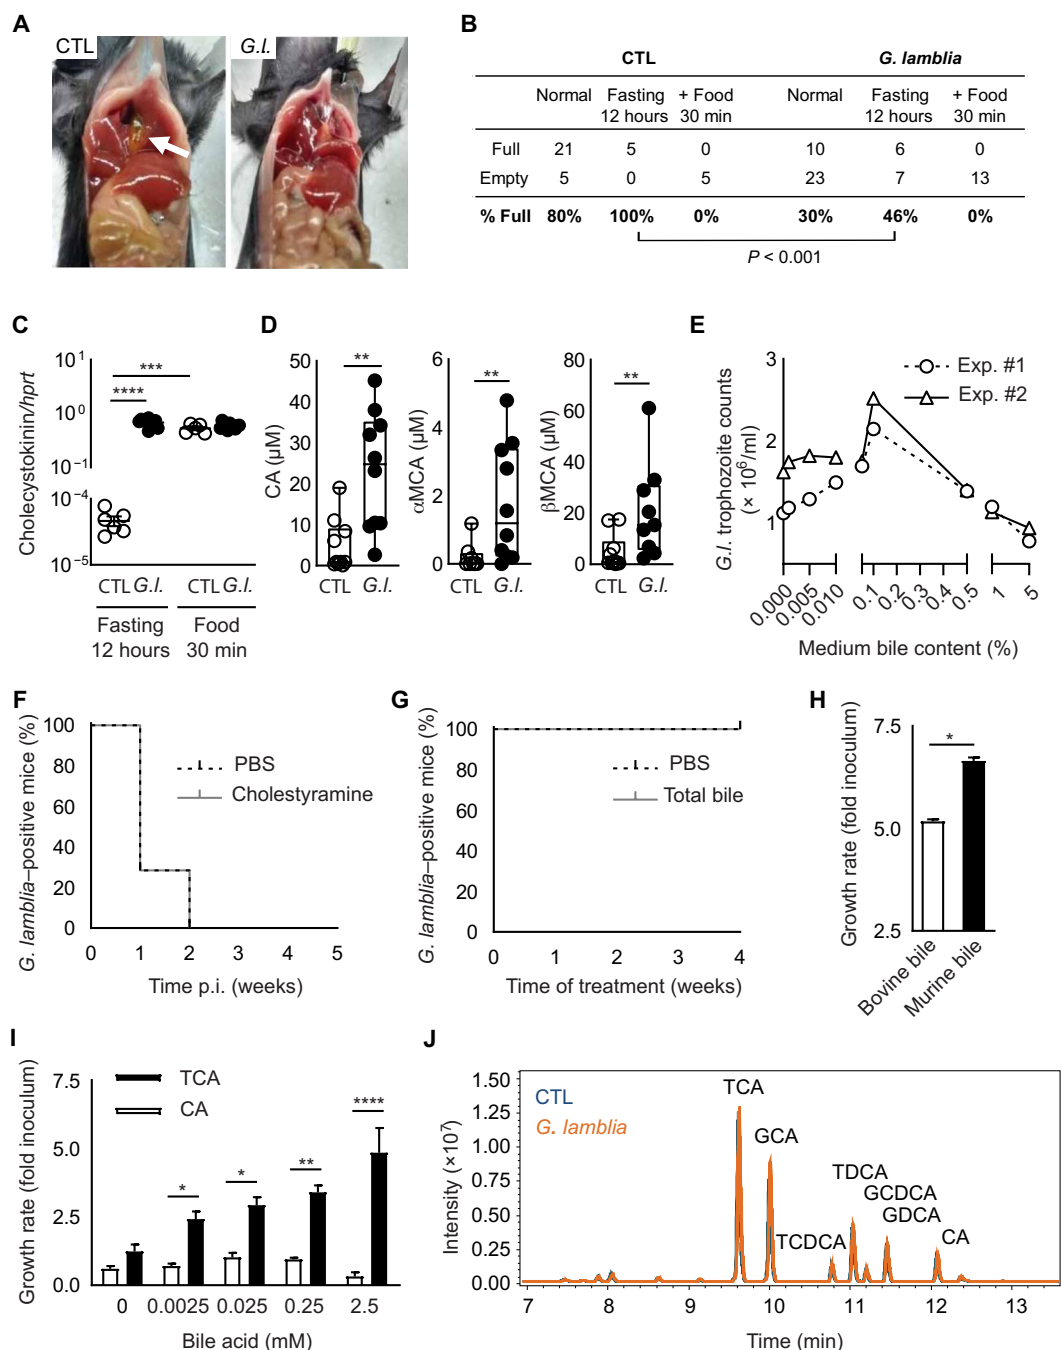 A
CTL
G.l.
B
CTL
G. lamblia
Normal Fasting 12 hours + Food 30 min Normal Fasting 12 hours + Food 30 min
Full 21 5 0 10 6 0
Empty 5 0 5 23 7 13
% Full 80% 100% 0% 30% 46% 0%
P < 0.001
C
Cholecystokinin/hprt
10¹
10⁰
10⁻¹
10⁻⁴
10⁻⁵
***
****
CTL G.l. CTL G.l.
Fasting 12 hours
Food 30 min
D
CA (μM)
50
40
30
20
10
0
**
CTL G.l.
αMCA (μM)
6
4
2
0
**
CTL G.l.
βMCA (μM)
80
60
40
20
0
**
CTL G.l.
E
G.l. trophozoite counts
(× 10⁶/ml)
3
2
1
Exp. #1
Exp. #2
0.000 0.005 0.010 0.1 0.2 0.3 0.4 0.5 1 5
Medium bile content (%)
F
G. lamblia–positive mice (%)
100
80
60
40
20
0
PBS
Cholestyramine
0 1 2 3 4 5
Time p.i. (weeks)
G
G. lamblia–positive mice (%)
100
80
60
40
20
0
PBS
Total bile
0 1 2 3 4
Time of treatment (weeks)
H
Growth rate (fold inoculum)
7.5
5.0
2.5
*
Bovine bile
Murine bile
I
Growth rate (fold inoculum)
7.5
5.0
2.5
0.0
TCA
CA
* * ** ****
0 0.0025 0.025 0.25 2.5
Bile acid (mM)
J
Intensity (×10⁷)
1.50
1.25
1.00
0.75
0.50
0.25
0.00
CTL
G. lamblia
TCA
GCA
TCDCA
TDCA
GCDCA
GDCA
CA
7 8 9 10 11 12 13
Time (min)